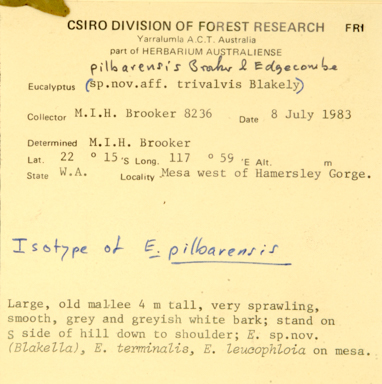 CSIRO DIVISION OF FOREST RESEARCH FR1
Yarralumla A.C.T. Australia
part of HERBARIUM AUSTRALIENSE
pilbarensis Brooker & Edgecombe
Eucalyptus (sp.nov.aff. trivalvis Blakely)
Collector M.I.H. Brooker 8236 Date 8 July 1983
Determined M.I.H. Brooker
Lat. 22 ° 15 'S Long. 117 ° 59 'E Alt. m
State W.A. Locality Mesa west of Hamersley Gorge.
Isotype of E. pilbarensis
Large, old mallee 4 m tall, very sprawling,
smooth, grey and greyish white bark; stand on
S side of hill down to shoulder; E. sp.nov.
(Blakella), E. terminalis, E. leucophloia on mesa.